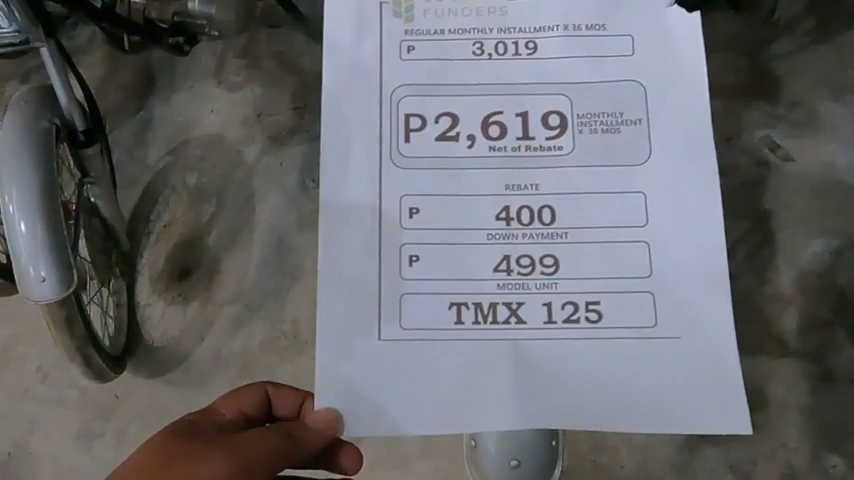 FUNDERS
REGULAR MONTHLY INSTALLMENT X 36 MOS
P 3,019
P2,619
Net of Rebate
MONTHLY
INSTALLMENT
X 36 MOS
REBATE
P 400
DOWN PAYMENT
P 499
MODEL UNIT
TMX 125